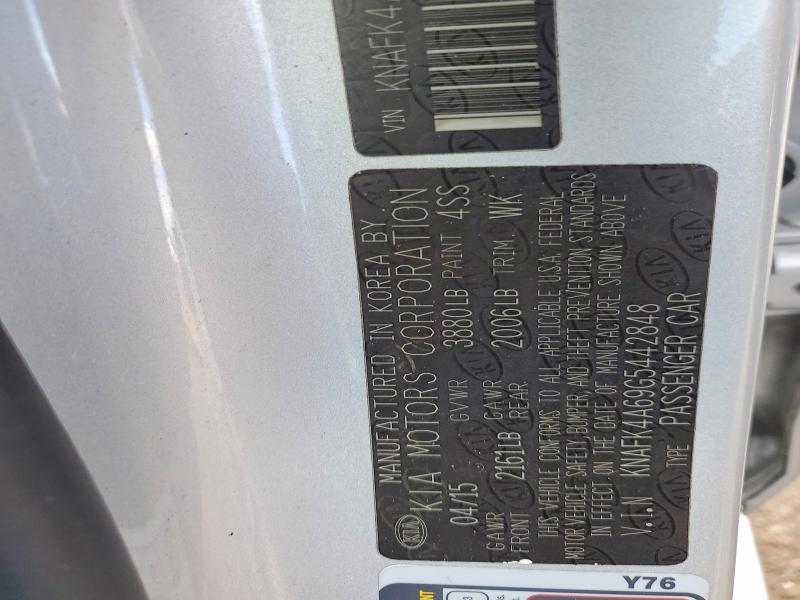 VIN KNAFK4
MANUFACTURED IN KOREA BY
KIA KIA MOTORS CORPORATION
04/15 GVWR 3880LB PAINT 4SS
GAWR 2161LB GAWR 2006LB TRIM WK
FRONT REAR
THIS VEHICLE CONFORMS TO ALL APPLICABLE U.S.A. FEDERAL
MOTOR VEHICLE SAFETY BUMPER AND THEFT PREVENTION STANDARDS
IN EFFECT ON THE DATE OF MANUFACTURE SHOWN ABOVE
V.I.N KNAFK4A69G5442848
TYPE PASSENGER CAR
Y76